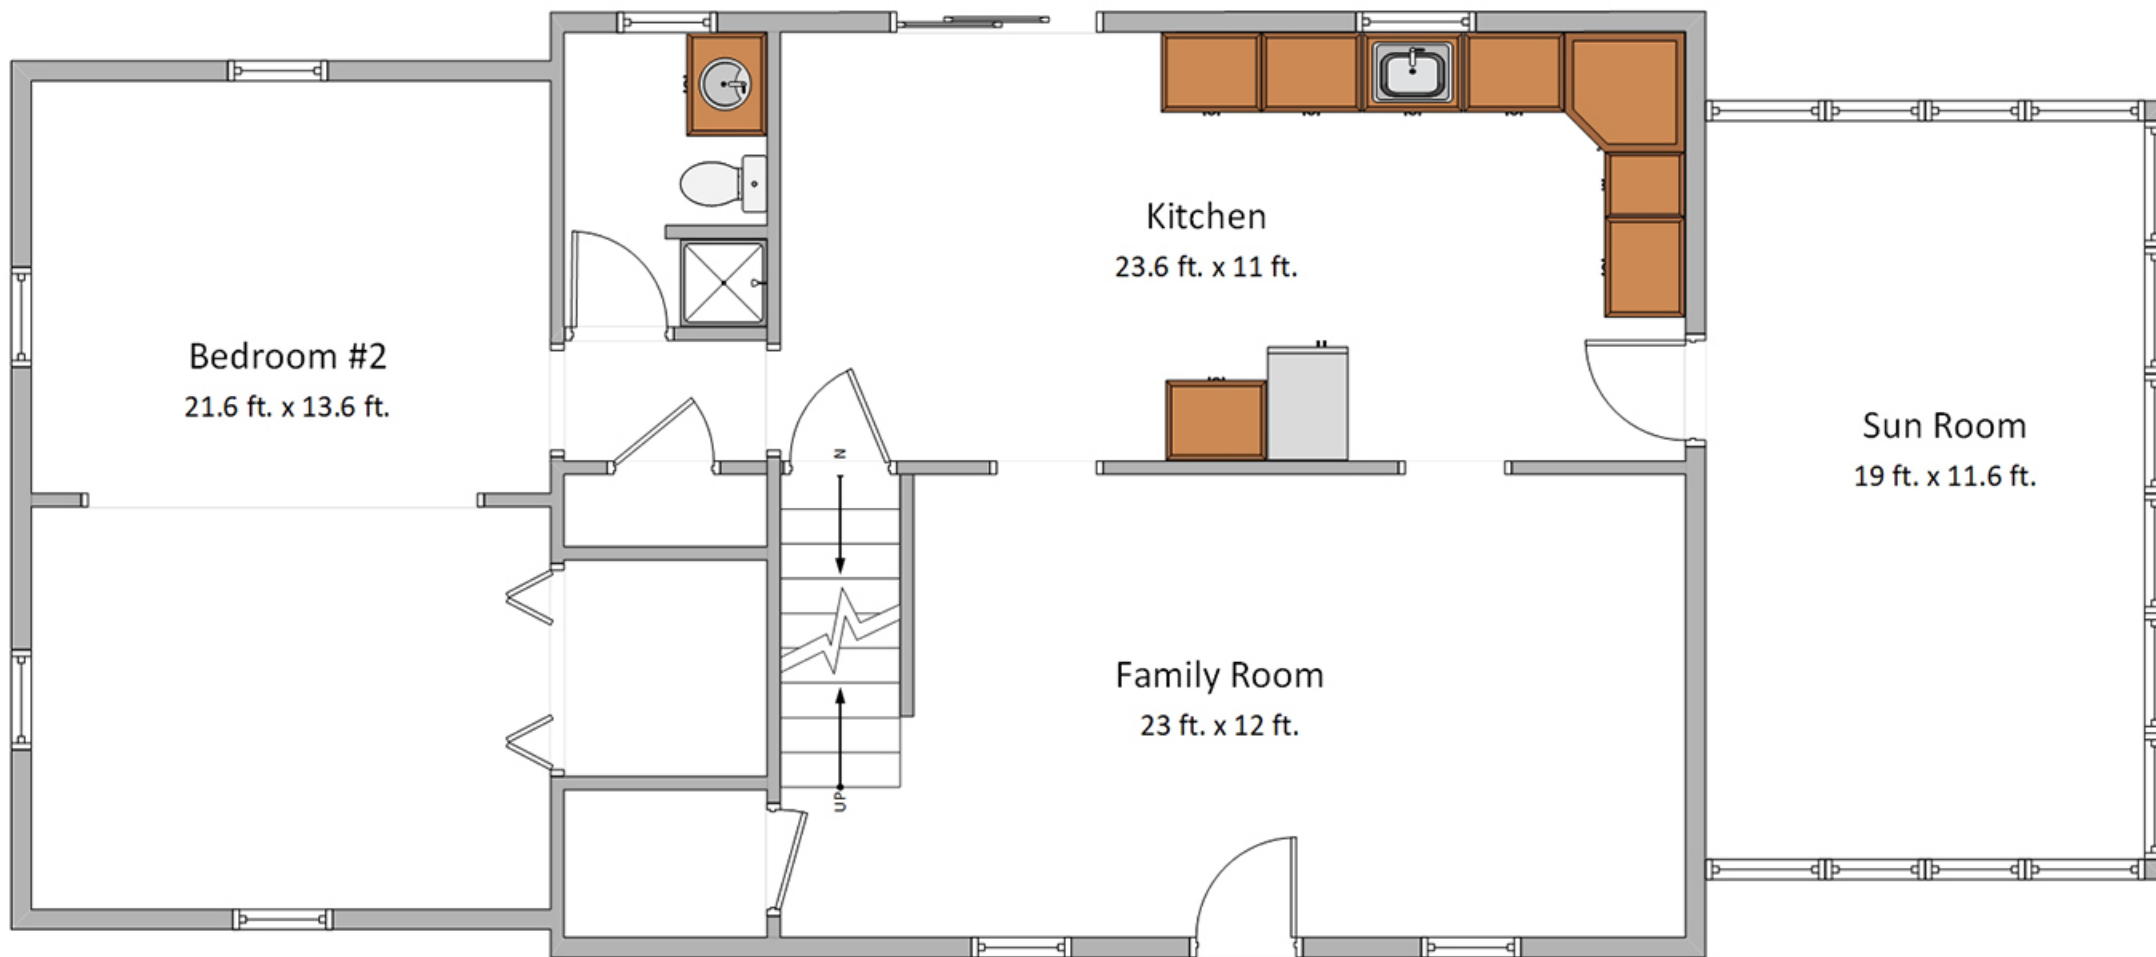 Kitchen
23.6 ft. x 11 ft.
Bedroom #2
21.6 ft. x 13.6 ft.
Sun Room
19 ft. x 11.6 ft.
N
Family Room
23 ft. x 12 ft.
UP